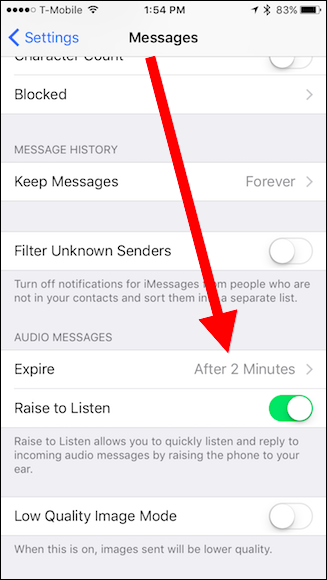 T-Mobile 1:54 PM 83%
Settings Messages
Character Count
Blocked
MESSAGE HISTORY
Keep Messages Forever
Filter Unknown Senders
Turn off notifications for iMessages from people who are
not in your contacts and sort them in a separate list.
AUDIO MESSAGES
Expire After 2 Minutes
Raise to Listen
Raise to Listen allows you to quickly listen and reply to
incoming audio messages by raising the phone to your
ear.
Low Quality Image Mode
When this is on, images sent will be lower quality.